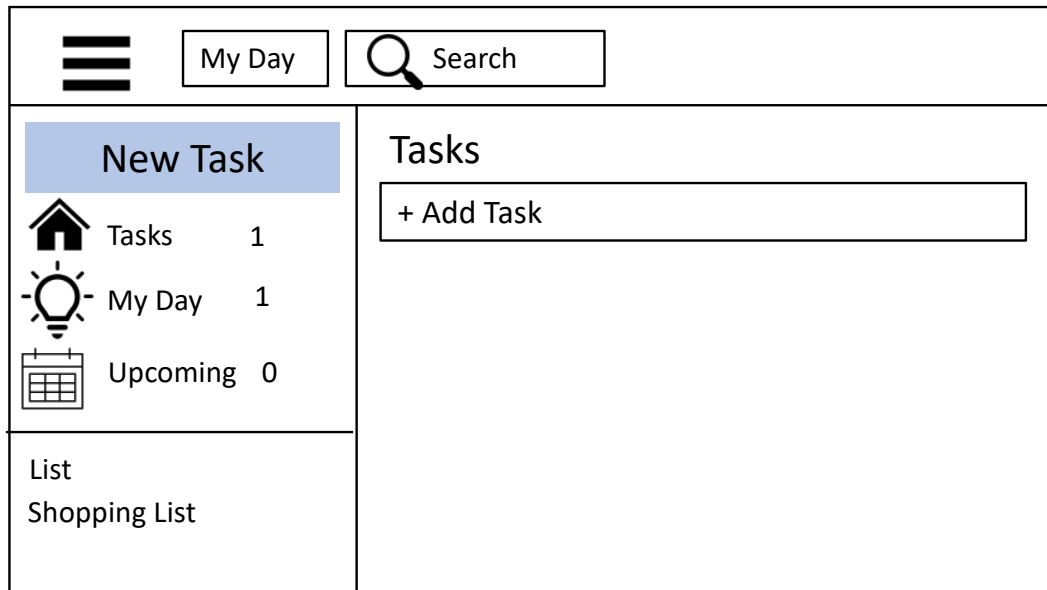 My Day
Search
New Task
Tasks 1
My Day 1
Upcoming 0
List
Shopping List
Tasks
+ Add Task